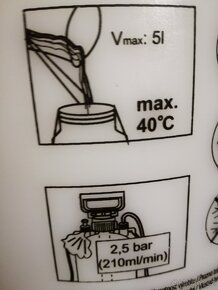 Vmax: 5l
max.
40°C
2,5 bar
(210ml/min)